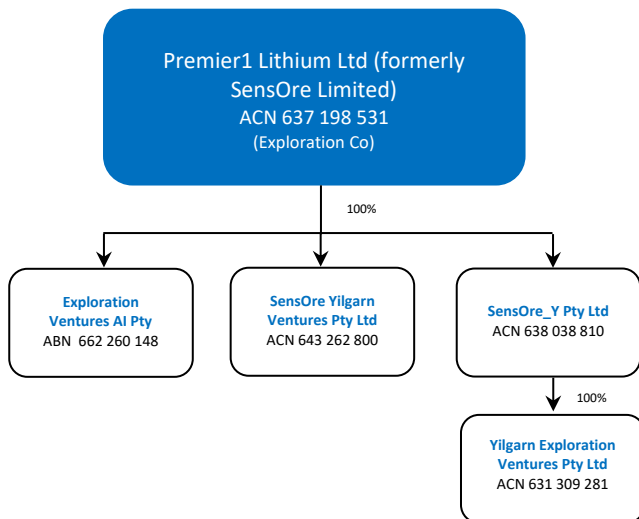 Premier1 Lithium Ltd (formerly
SensOre Limited)
ACN 637 198 531
(Exploration Co)
100%
Exploration
Ventures AI Pty
ABN 662 260 148
SensOre Yilgarn
Ventures Pty Ltd
ACN 643 262 800
SensOre_Y Pty Ltd
ACN 638 038 810
100%
Yilgarn Exploration
Ventures Pty Ltd
ACN 631 309 281